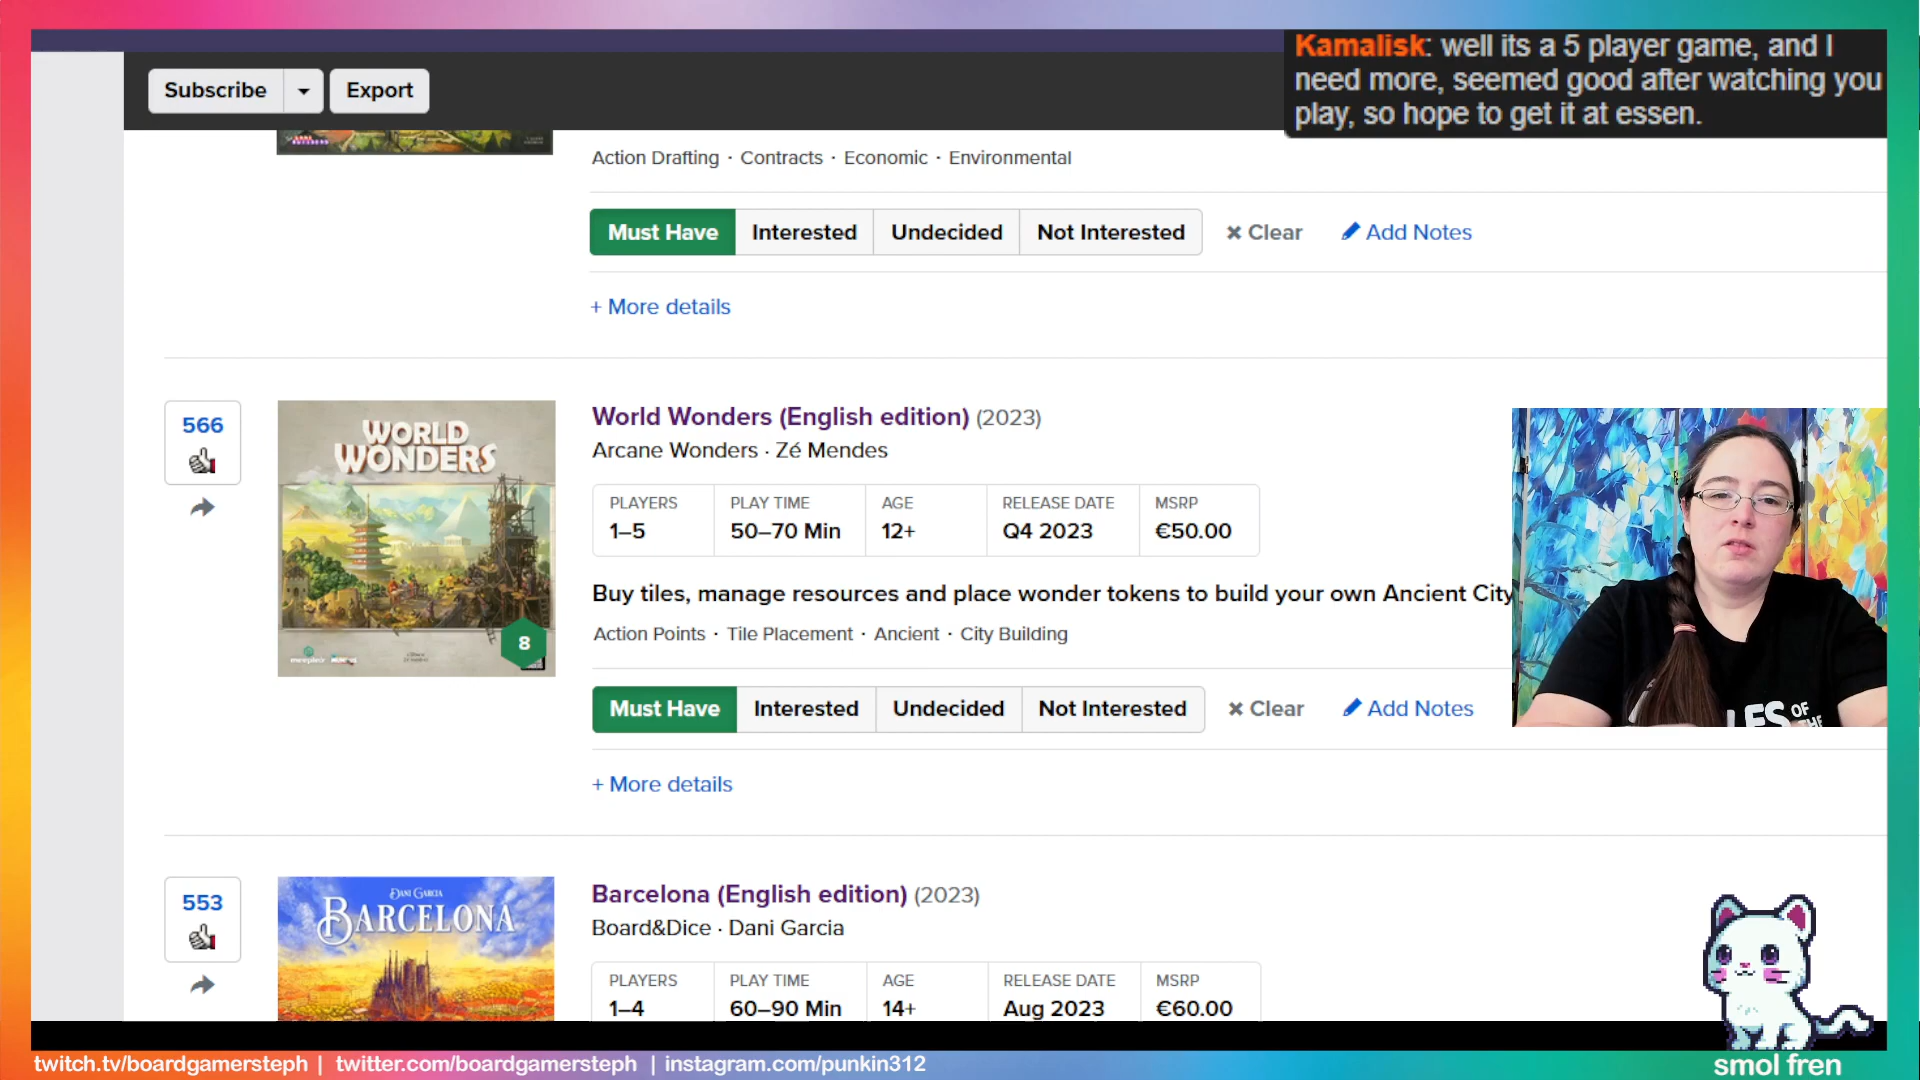 Kamalisk: well its a 5 player game, and I
need more, seemed good after watching you
play, so hope to get it at essen.
Subscribe
Export
Action Drafting · Contracts · Economic · Environmental
Must Have
Interested
Undecided
Not Interested
Clear
Add Notes
+ More details
566
WORLD
WONDERS
8
World Wonders (English edition) (2023)
Arcane Wonders · Zé Mendes
PLAYERS
PLAY TIME
AGE
RELEASE DATE
MSRP
1–5
50–70 Min
12+
Q4 2023
€50.00
Buy tiles, manage resources and place wonder tokens to build your own Ancient City
Action Points · Tile Placement · Ancient · City Building
Must Have
Interested
Undecided
Not Interested
Clear
Add Notes
+ More details
OF
THE
553
DANI GARCIA
BARCELONA
Barcelona (English edition) (2023)
Board&Dice · Dani Garcia
PLAYERS
PLAY TIME
AGE
RELEASE DATE
MSRP
1–4
60–90 Min
14+
Aug 2023
€60.00
twitch.tv/boardgamersteph | twitter.com/boardgamersteph | instagram.com/punkin312
smol fren